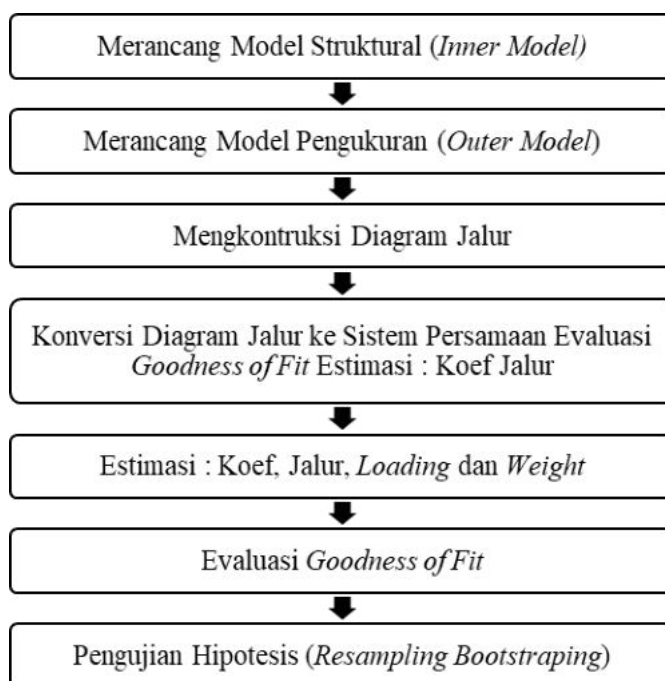 Merancang Model Struktural (Inner Model)
Merancang Model Pengukuran (Outer Model)
Mengkontruksi Diagram Jalur
Konversi Diagram Jalur ke Sistem Persamaan Evaluasi
Goodness of Fit Estimasi : Koef Jalur
Estimasi : Koef, Jalur, Loading dan Weight
Evaluasi Goodness of Fit
Pengujian Hipotesis (Resampling Bootstraping)